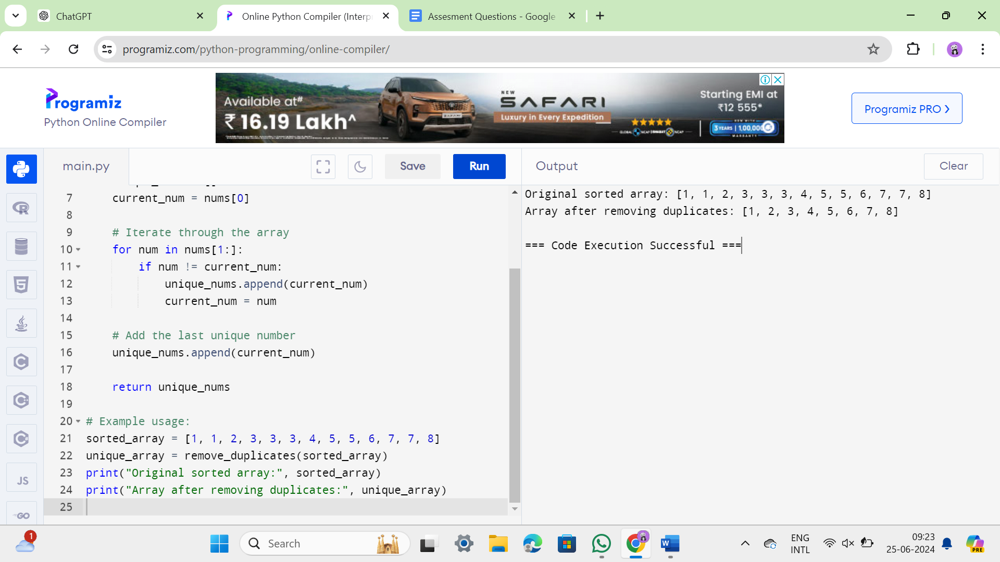 ChatGPT
Online Python Compiler (Interp
Assesment Questions - Google
programiz.com/python-programming/online-compiler/
Programiz
Python Online Compiler
Available at#
₹ 16.19 Lakh^
NEW
SAFARI
Luxury in Every Expedition
Starting EMI at
₹12 555*
3 YEARS | 1,00,000
WARRANTY
GLOBAL NCAP | BHARAT NCAP
Programiz PRO ›
main.py
Save
Run
Output
Clear
7 current_num = nums[0]
8
9 # Iterate through the array
10 for num in nums[1:]:
11 if num != current_num:
12 unique_nums.append(current_num)
13 current_num = num
14
15 # Add the last unique number
16 unique_nums.append(current_num)
17
18 return unique_nums
19
20 # Example usage:
21 sorted_array = [1, 1, 2, 3, 3, 3, 4, 5, 5, 6, 7, 7, 8]
22 unique_array = remove_duplicates(sorted_array)
23 print("Original sorted array:", sorted_array)
24 print("Array after removing duplicates:", unique_array)
25
Original sorted array: [1, 1, 2, 3, 3, 3, 4, 5, 5, 6, 7, 7, 8]
Array after removing duplicates: [1, 2, 3, 4, 5, 6, 7, 8]
=== Code Execution Successful ===
JS
GO
1
Search
ENG
INTL
09:23
25-06-2024
PRE